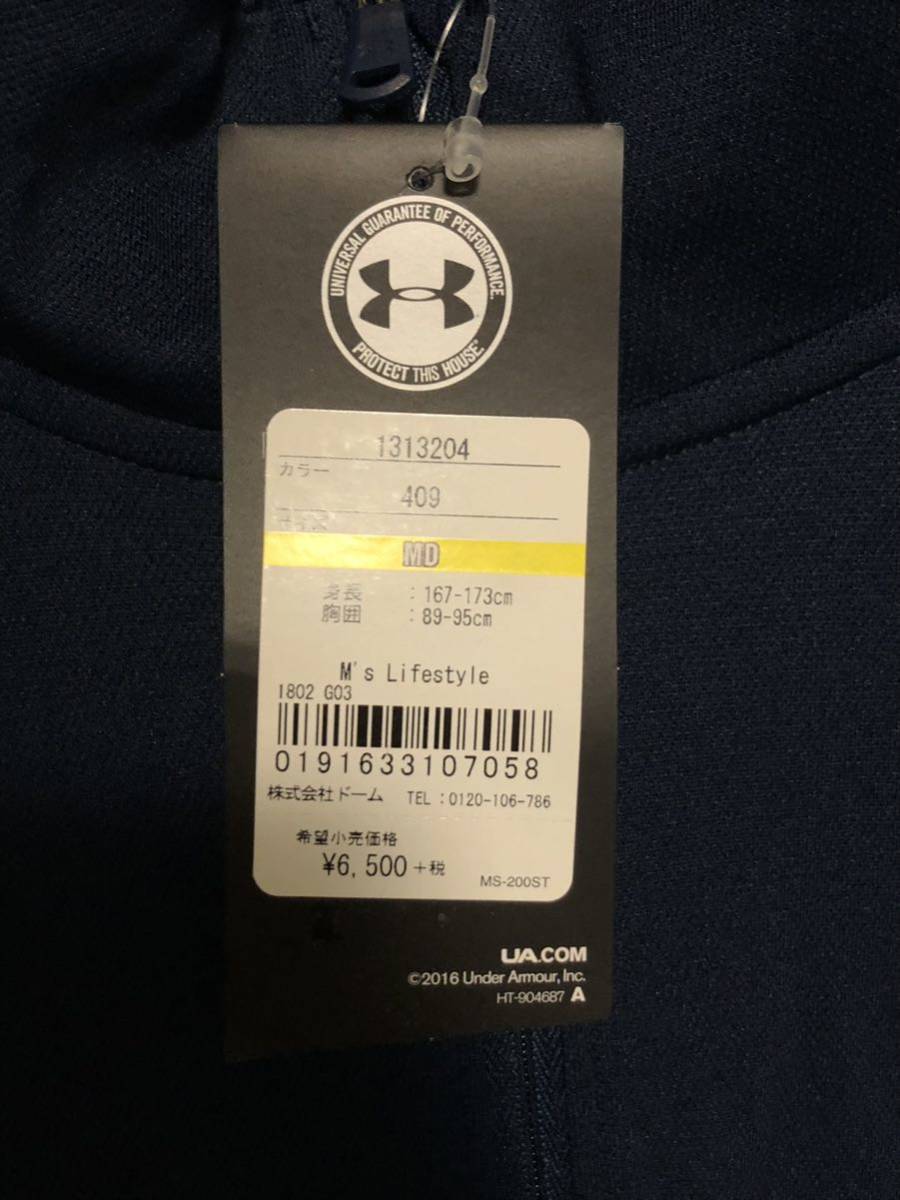 UNIVERSAL GUARANTEE OF PERFORMANCE.
PROTECT THIS HOUSE.®
1313204
カラー
409
MD
身長 : 167-173cm
胸囲 : 89-95cm
M's Lifestyle
I802 G03
0191633107058
株式会社ドーム TEL : 0120-106-786
希望小売価格
¥6,500 +税
MS-200ST
UA.COM
©2016 Under Armour, Inc.
HT-904687 A